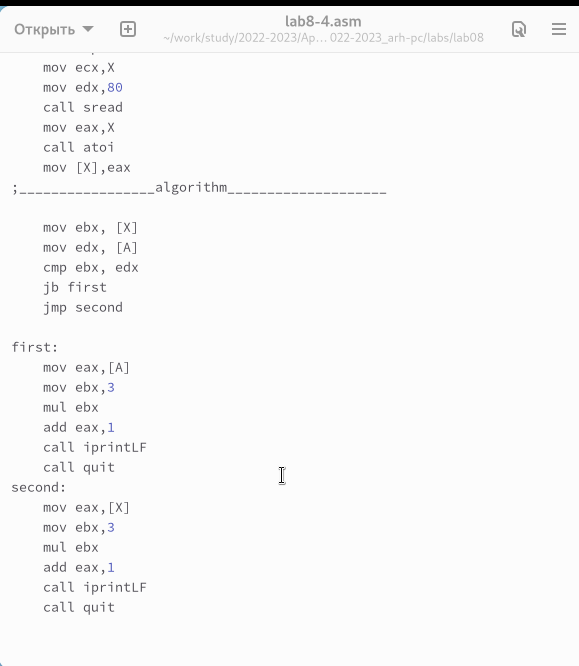 Открыть
lab8-4.asm
~/work/study/2022-2023/Ар… 022-2023_arh-pc/labs/lab08
mov ecx,X
mov edx,80
call sread
mov eax,X
call atoi
mov [X],eax
;_________________algorithm____________________
mov ebx, [X]
mov edx, [A]
cmp ebx, edx
jb first
jmp second
first:
mov eax,[A]
mov ebx,3
mul ebx
add eax,1
call iprintLF
call quit
second:
mov eax,[X]
mov ebx,3
mul ebx
add eax,1
call iprintLF
call quit